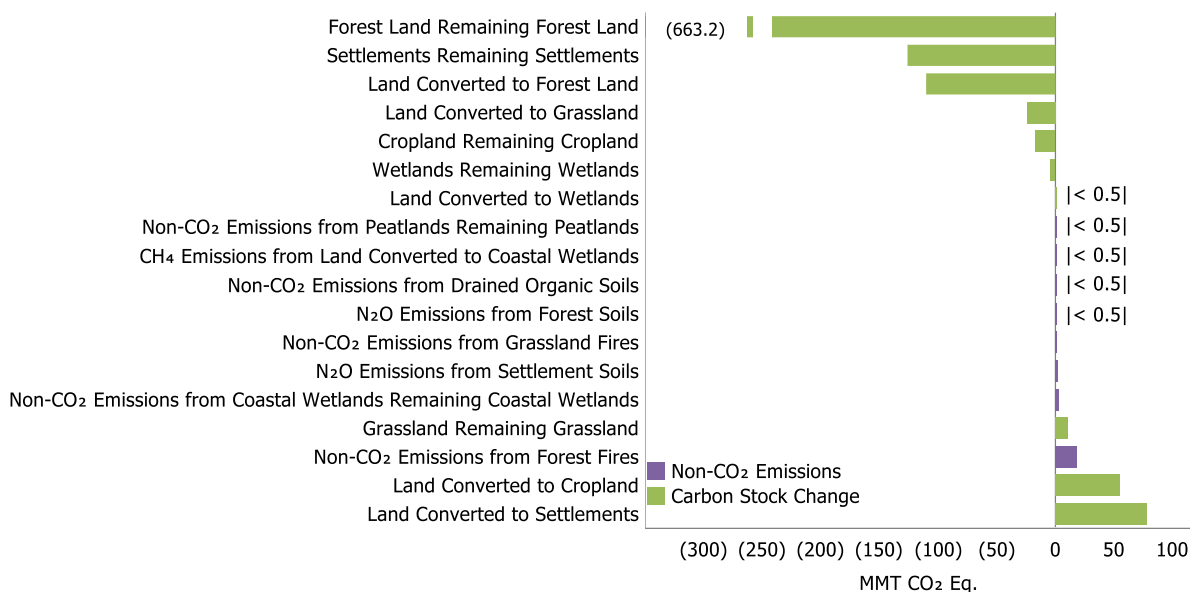 Forest Land Remaining Forest Land (663.2)
Settlements Remaining Settlements
Land Converted to Forest Land
Land Converted to Grassland
Cropland Remaining Cropland
Wetlands Remaining Wetlands
Land Converted to Wetlands |< 0.5|
Non-CO₂ Emissions from Peatlands Remaining Peatlands |< 0.5|
CH₄ Emissions from Land Converted to Coastal Wetlands |< 0.5|
Non-CO₂ Emissions from Drained Organic Soils |< 0.5|
N₂O Emissions from Forest Soils |< 0.5|
Non-CO₂ Emissions from Grassland Fires
N₂O Emissions from Settlement Soils
Non-CO₂ Emissions from Coastal Wetlands Remaining Coastal Wetlands
Grassland Remaining Grassland
Non-CO₂ Emissions from Forest Fires
Land Converted to Cropland
Land Converted to Settlements
Non-CO₂ Emissions
Carbon Stock Change
(300) (250) (200) (150) (100) (50) 0 50 100
MMT CO₂ Eq.